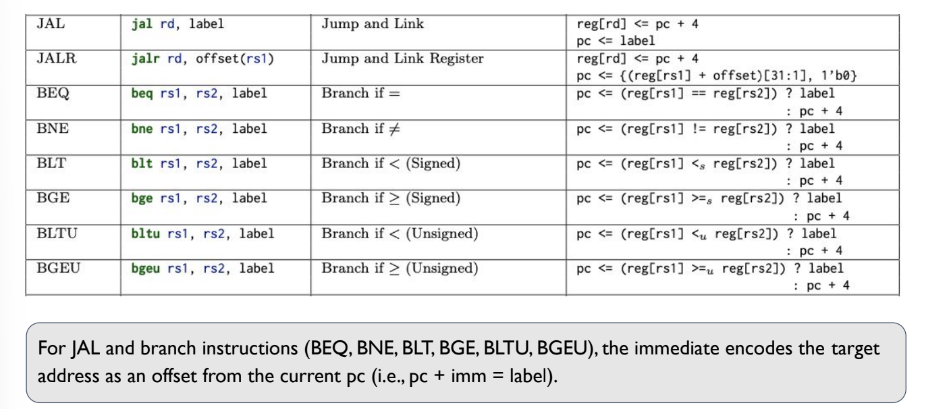 JAL jal rd, label Jump and Link reg[rd] <= pc + 4
pc <= label
JALR jalr rd, offset(rs1) Jump and Link Register reg[rd] <= pc + 4
pc <= {(reg[rs1] + offset)[31:1], 1'b0}
BEQ beq rs1, rs2, label Branch if = pc <= (reg[rs1] == reg[rs2]) ? label
: pc + 4
BNE bne rs1, rs2, label Branch if ≠ pc <= (reg[rs1] != reg[rs2]) ? label
: pc + 4
BLT blt rs1, rs2, label Branch if < (Signed) pc <= (reg[rs1] <ₛ reg[rs2]) ? label
: pc + 4
BGE bge rs1, rs2, label Branch if ≥ (Signed) pc <= (reg[rs1] >=ₛ reg[rs2]) ? label
: pc + 4
BLTU bltu rs1, rs2, label Branch if < (Unsigned) pc <= (reg[rs1] <ᵤ reg[rs2]) ? label
: pc + 4
BGEU bgeu rs1, rs2, label Branch if ≥ (Unsigned) pc <= (reg[rs1] >=ᵤ reg[rs2]) ? label
: pc + 4
For JAL and branch instructions (BEQ, BNE, BLT, BGE, BLTU, BGEU), the immediate encodes the target
address as an offset from the current pc (i.e., pc + imm = label).